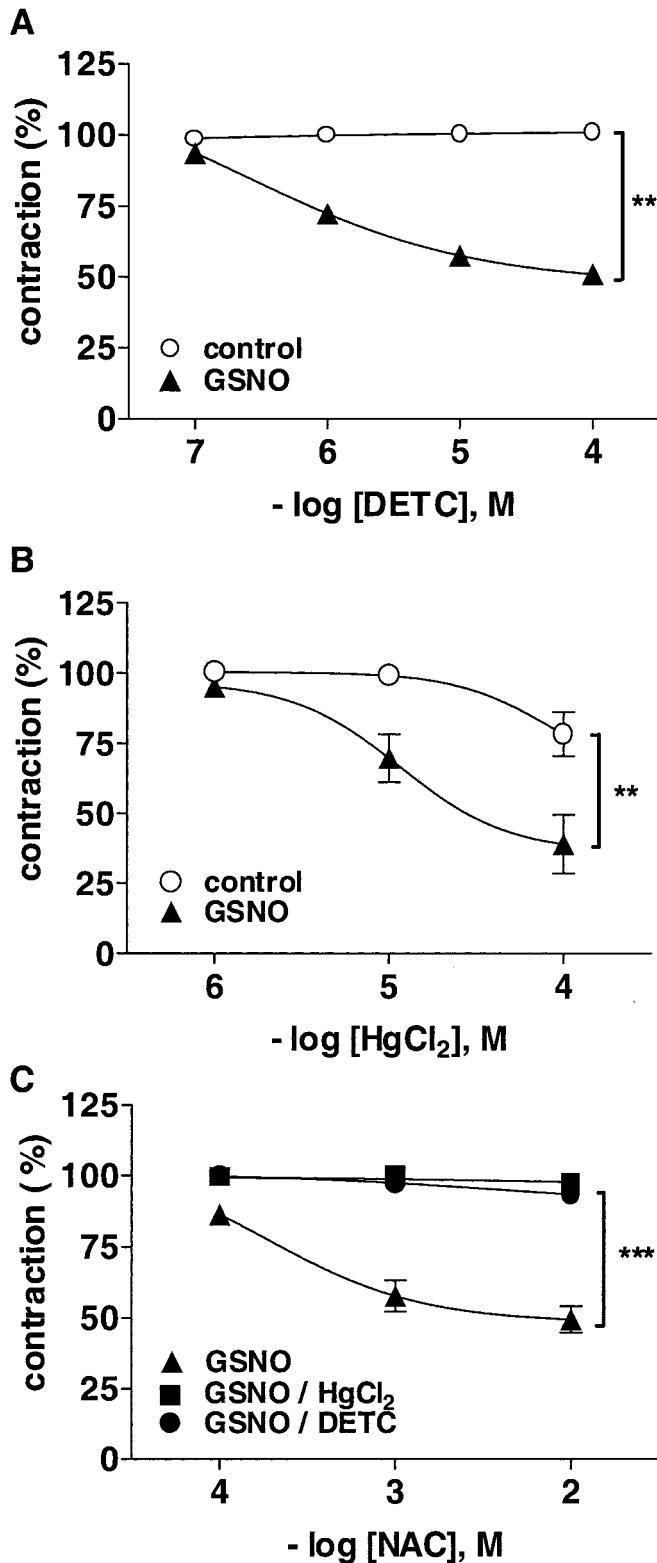 A
125
100
75
50
25
0
contraction (%)
**
control
GSNO
7 6 5 4
- log [DETC], M
B
125
100
75
50
25
0
contraction (%)
**
control
GSNO
6 5 4
- log [HgCl₂], M
C
125
100
75
50
25
0
contraction ( %)
***
GSNO
GSNO / HgCl₂
GSNO / DETC
4 3 2
- log [NAC], M